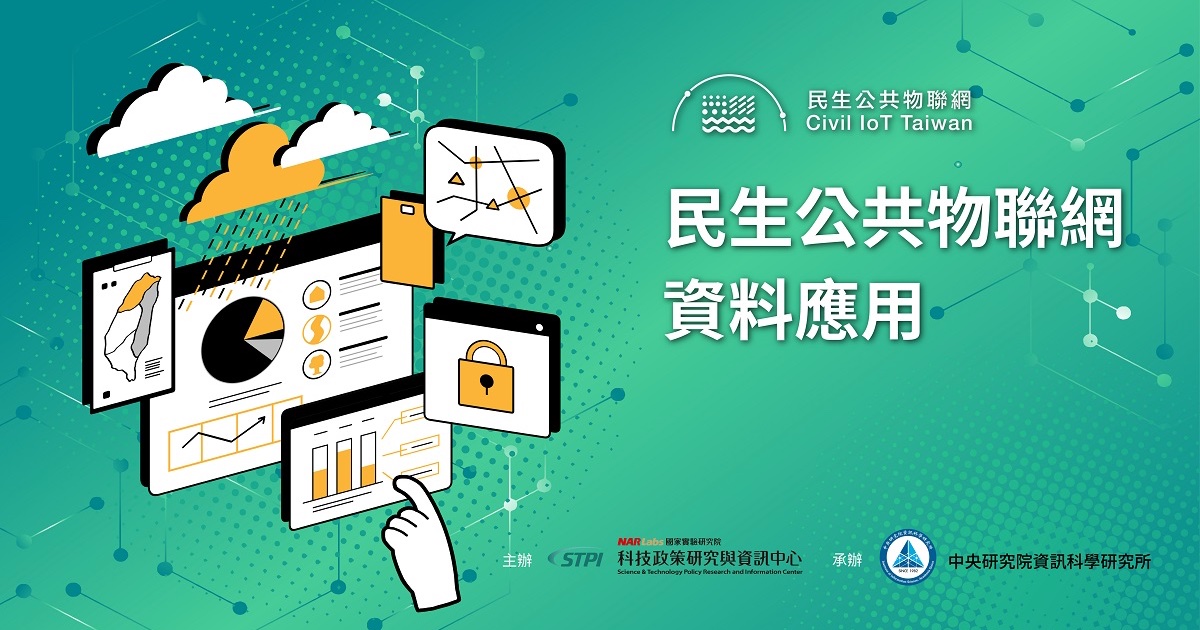 民生公共物聯網
Civil IoT Taiwan
民生公共物聯網
資料應用
主辦
STPI
NARLabs 國家實驗研究院
科技政策研究與資訊中心
Science & Technology Policy Research and Information Center
承辦
SINCE 1982
中央研究院資訊科學研究所